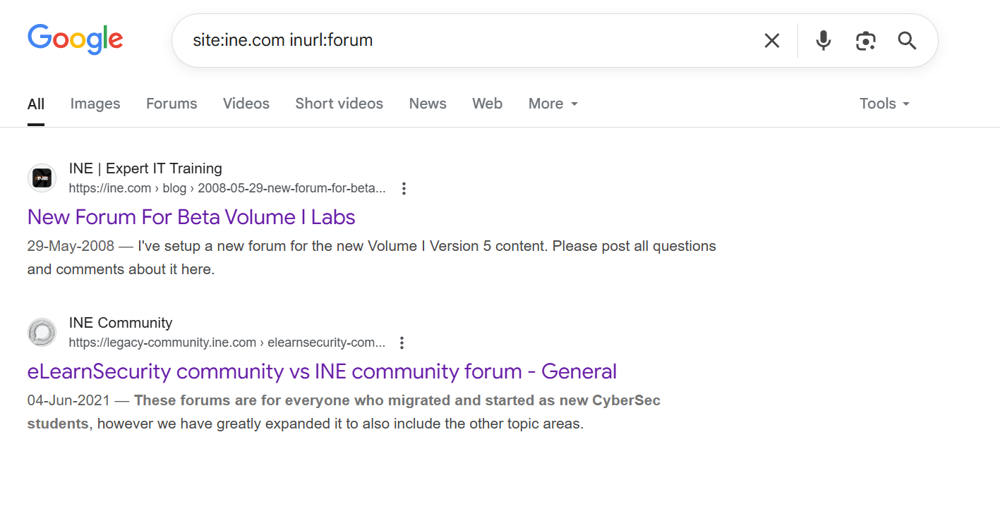 Google
site:ine.com inurl:forum
All Images Forums Videos Short videos News Web More Tools
INE | Expert IT Training
https://ine.com › blog › 2008-05-29-new-forum-for-beta...
New Forum For Beta Volume I Labs
29-May-2008 — I've setup a new forum for the new Volume I Version 5 content. Please post all questions
and comments about it here.
INE Community
https://legacy-community.ine.com › elearnsecurity-com...
eLearnSecurity community vs INE community forum - General
04-Jun-2021 — These forums are for everyone who migrated and started as new CyberSec
students, however we have greatly expanded it to also include the other topic areas.